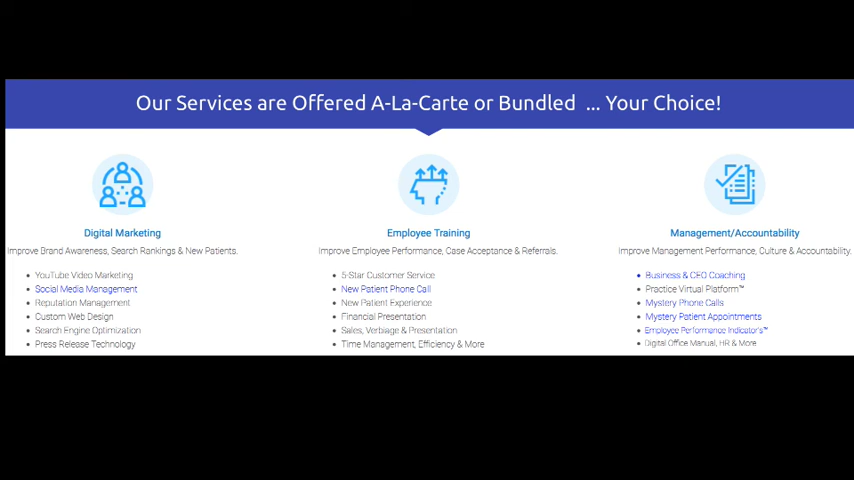 Our Services are Offered A-La-Carte or Bundled ... Your Choice!
Digital Marketing
Improve Brand Awareness, Search Rankings & New Patients.
YouTube Video Marketing
Social Media Management
Reputation Management
Custom Web Design
Search Engine Optimization
Press Release Technology
Employee Training
Improve Employee Performance, Case Acceptance & Referrals.
5-Star Customer Service
New Patient Phone Call
New Patient Experience
Financial Presentation
Sales, Verbiage & Presentation
Time Management, Efficiency & More
Management/Accountability
Improve Management Performance, Culture & Accountability.
Business & CEO Coaching
Practice Virtual Platform™
Mystery Phone Calls
Mystery Patient Appointments
Employee Performance Indicator's™
Digital Office Manual, HR & More